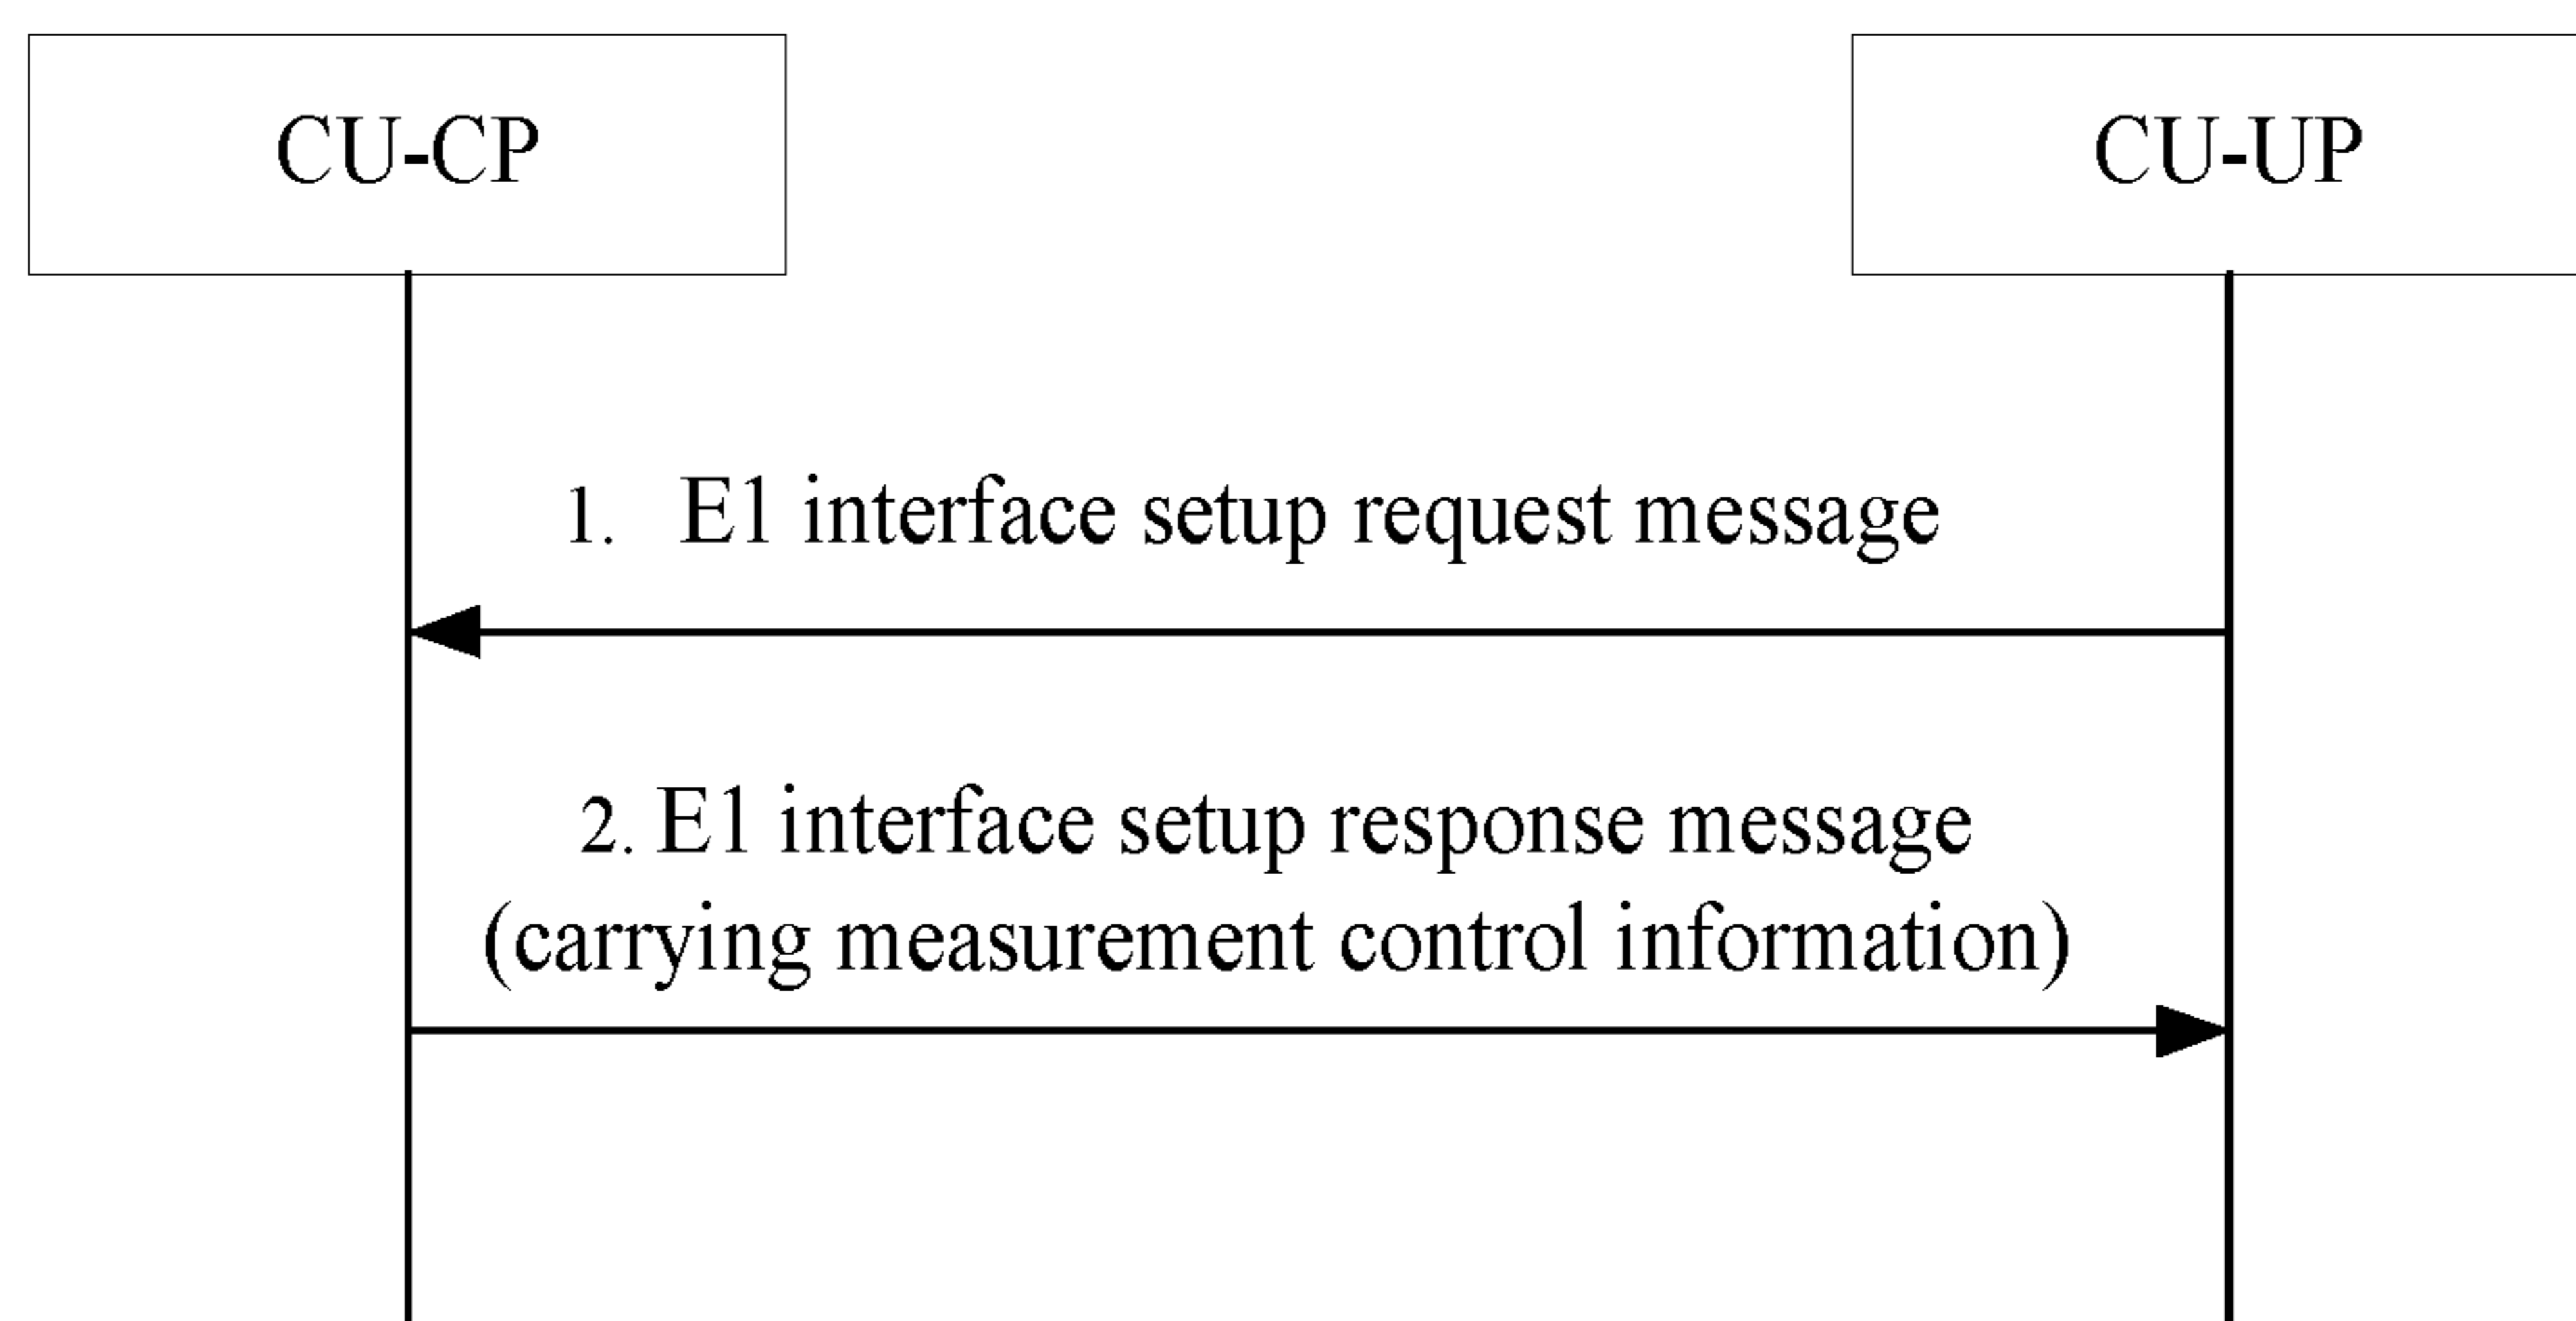 CU-CP
CU-UP
1. E1 interface setup request message
2. E1 interface setup response message
(carrying measurement control information)